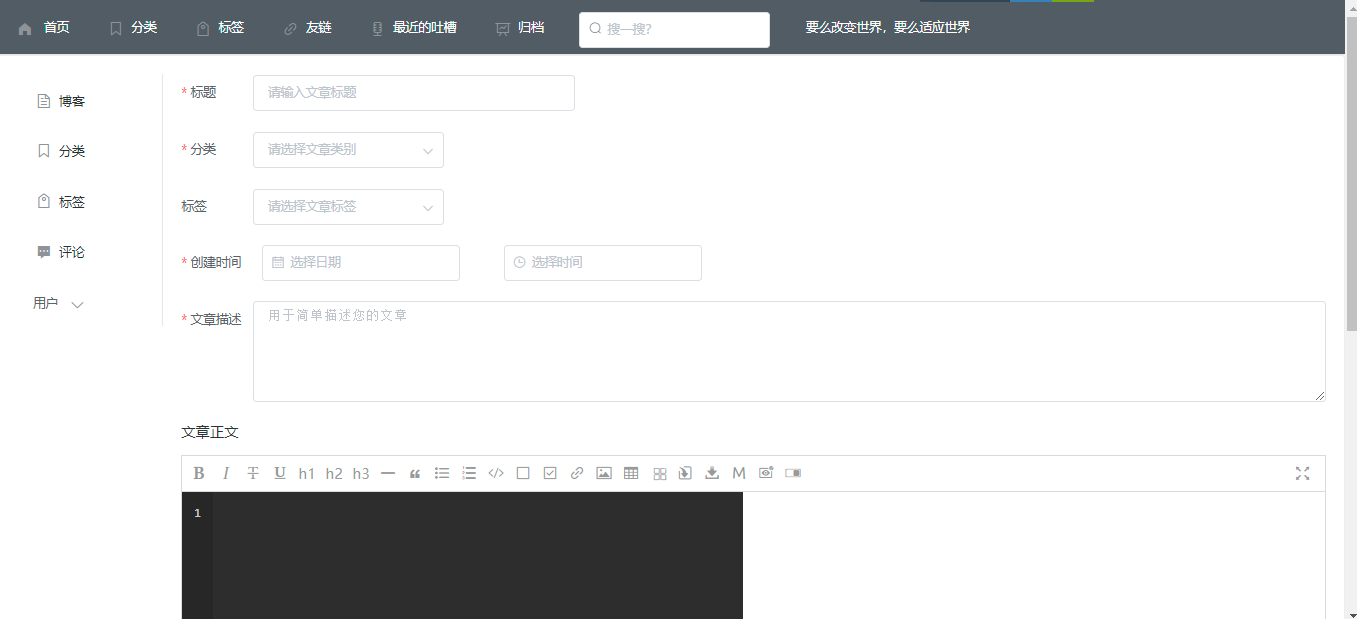 首页 分类 标签 友链 最近的吐槽 归档 搜一搜? 要么改变世界，要么适应世界
博客
分类
标签
评论
用户
* 标题 请输入文章标题
* 分类 请选择文章类别
标签 请选择文章标签
* 创建时间 选择日期 选择时间
* 文章描述 用于简单描述您的文章
文章正文
B I T U h1 h2 h3 — “ </> M
1